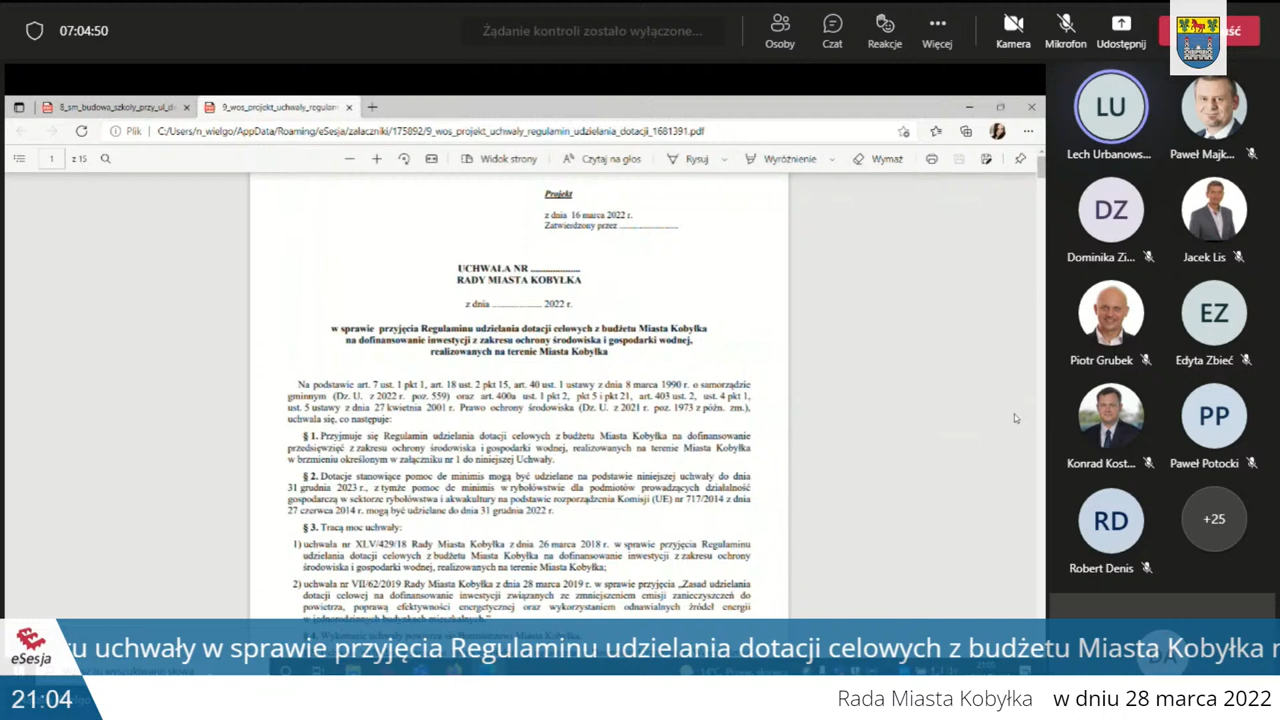 07:04:50
Żądanie kontroli zostało wyłączone...
Osoby
Czat
Reakcje
Więcej
Kamera
Mikrofon
Udostępnij
8_sm_budowa_szkoly_przy_ul_d
9_wos_projekt_uchwaly_regulam
Plik
C:/Users/n_wielgo/AppData/Roaming/eSesja/zalaczniki/175892/9_wos_projekt_uchwaly_regulamin_udzielania_dotacji_1681391.pdf
1 z 15
Widok strony
Czytaj na głos
Rysuj
Wyróżnienie
Wymaż
Projekt
z dnia 16 marca 2022 r.
Zatwierdzony przez ....................
UCHWAŁA NR ....................
RADY MIASTA KOBYŁKA
z dnia .................... 2022 r.
w sprawie przyjęcia Regulaminu udzielania dotacji celowych z budżetu Miasta Kobyłka
na dofinansowanie inwestycji z zakresu ochrony środowiska i gospodarki wodnej,
realizowanych na terenie Miasta Kobyłka
Na podstawie art. 7 ust. 1 pkt 1, art. 18 ust. 2 pkt 15, art. 40 ust. 1 ustawy z dnia 8 marca 1990 r. o samorządzie
gminnym (Dz. U. z 2022 r. poz. 559) oraz art. 400a ust. 1 pkt 2, pkt 5 i pkt 21, art. 403 ust. 2, ust. 4 pkt 1,
ust. 5 ustawy z dnia 27 kwietnia 2001 r. Prawo ochrony środowiska (Dz. U. z 2021 r. poz. 1973 z późn. zm.),
uchwala się, co następuje:
§ 1. Przyjmuje się Regulamin udzielania dotacji celowych z budżetu Miasta Kobyłka na dofinansowanie
przedsięwzięć z zakresu ochrony środowiska i gospodarki wodnej, realizowanych na terenie Miasta Kobyłka
w brzmieniu określonym w załączniku nr 1 do niniejszej Uchwały.
§ 2. Dotacje stanowiące pomoc de minimis mogą być udzielane na podstawie niniejszej uchwały do dnia
31 grudnia 2023 r., z tymże pomoc de minimis w rybołówstwie dla podmiotów prowadzących działalność
gospodarczą w sektorze rybołówstwa i akwakultury na podstawie rozporządzenia Komisji (UE) nr 717/2014 z dnia
27 czerwca 2014 r. mogą być udzielane do dnia 31 grudnia 2022 r.
§ 3. Tracą moc uchwały:
1) uchwała nr XLV/429/18 Rady Miasta Kobyłka z dnia 26 marca 2018 r. w sprawie przyjęcia Regulaminu
udzielania dotacji celowych z budżetu Miasta Kobyłka na dofinansowanie inwestycji z zakresu ochrony
środowiska i gospodarki wodnej, realizowanych na terenie Miasta Kobyłka;
2) uchwała nr VII/62/2019 Rady Miasta Kobyłka z dnia 28 marca 2019 r. w sprawie przyjęcia „Zasad udzielania
dotacji celowej na dofinansowanie inwestycji związanych ze zmniejszeniem emisji zanieczyszczeń do
powietrza, poprawą efektywności energetycznej oraz wykorzystaniem odnawialnych źródeł energii
w jednorodzinnych budynkach mieszkalnych."
LU
Lech Urbanows...
Paweł Majk...
DZ
Dominika Zi...
Jacek Lis
Piotr Grubek
EZ
Edyta Zbieć
Konrad Kost...
PP
Paweł Potocki
RD
Robert Denis
+25
eSesja
uchwały w sprawie przyjęcia Regulaminu udzielania dotacji celowych z budżetu Miasta Kobyłka
21:04
Rada Miasta Kobyłka w dniu 28 marca 2022